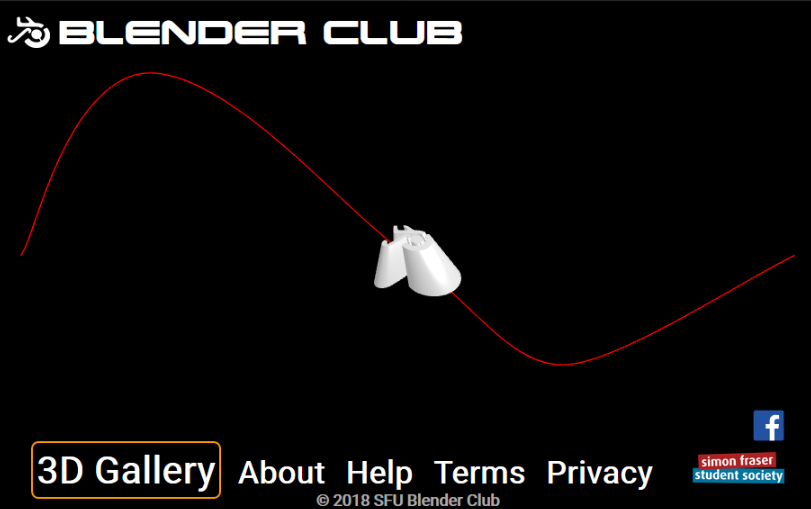 BLENDER CLUB
3D Gallery About Help Terms Privacy
simon fraser
student society
© 2018 SFU Blender Club